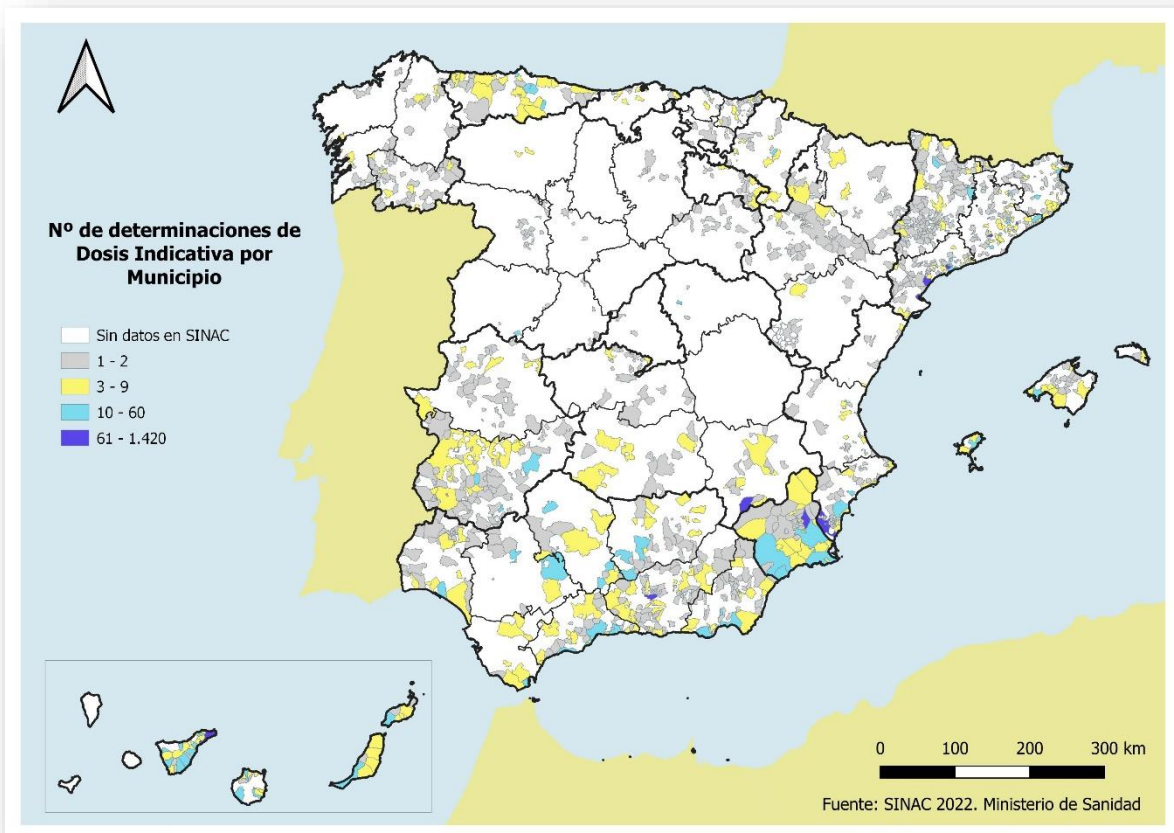 Nº de determinaciones de
Dosis Indicativa por
Municipio
Sin datos en SINAC
1 - 2
3 - 9
10 - 60
61 - 1.420
0 100 200 300 km
Fuente: SINAC 2022. Ministerio de Sanidad